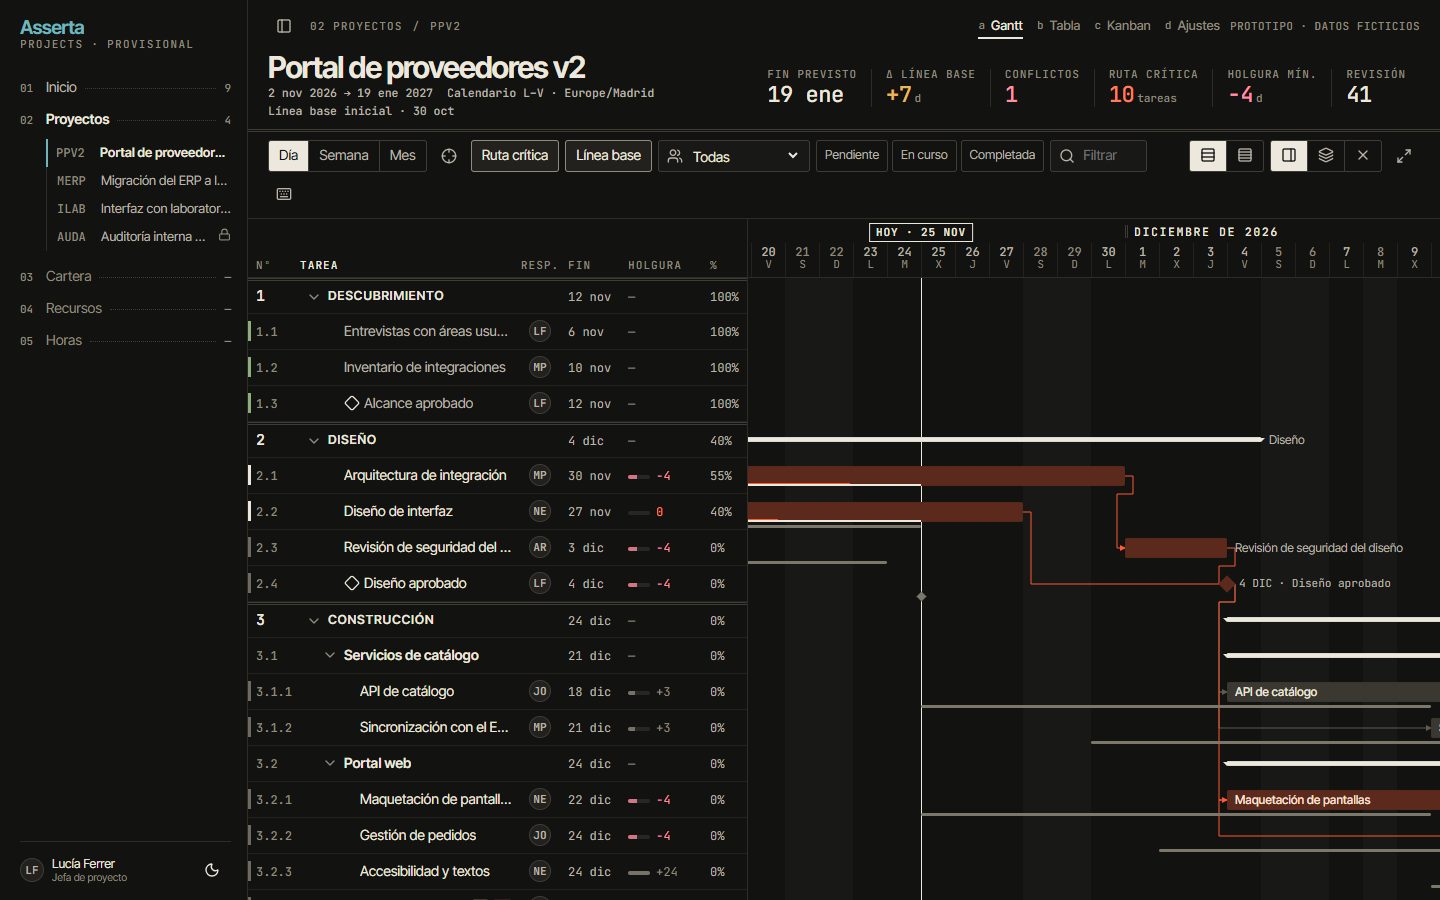 Asserta
PROJECTS · PROVISIONAL
01 Inicio 9
02 Proyectos 4
PPV2 Portal de proveedor...
MERP Migración del ERP a l...
ILAB Interfaz con laborator...
AUDA Auditoría interna ...
03 Cartera –
04 Recursos –
05 Horas –
LF Lucía Ferrer
Jefa de proyecto
02 PROYECTOS / PPV2
a Gantt b Tabla c Kanban d Ajustes PROTOTIPO · DATOS FICTICIOS
Portal de proveedores v2
2 nov 2026 → 19 ene 2027 Calendario L–V · Europe/Madrid
Línea base inicial · 30 oct
FIN PREVISTO 19 ene
Δ LÍNEA BASE +7 d
CONFLICTOS 1
RUTA CRÍTICA 10 tareas
HOLGURA MÍN. -4 d
REVISIÓN 41
Día Semana Mes Ruta crítica Línea base Todas Pendiente En curso Completada Filtrar
HOY · 25 NOV DICIEMBRE DE 2026
20 21 22 23 24 25 26 27 28 29 30 1 2 3 4 5 6 7 8 9
V S D L M X J V S D L M X J V S D L M X
N° TAREA RESP. FIN HOLGURA %
1 DESCUBRIMIENTO 12 nov – 100%
1.1 Entrevistas con áreas usu... LF 6 nov – 100%
1.2 Inventario de integraciones MP 10 nov – 100%
1.3 Alcance aprobado LF 12 nov – 100%
2 DISEÑO 4 dic – 40% Diseño
2.1 Arquitectura de integración MP 30 nov -4 55%
2.2 Diseño de interfaz NE 27 nov 0 40%
2.3 Revisión de seguridad del ... AR 3 dic -4 0% Revisión de seguridad del diseño
2.4 Diseño aprobado LF 4 dic -4 0% 4 DIC · Diseño aprobado
3 CONSTRUCCIÓN 24 dic – 0%
3.1 Servicios de catálogo 21 dic – 0%
3.1.1 API de catálogo JO 18 dic +3 0% API de catálogo
3.1.2 Sincronización con el E... MP 21 dic +3 0%
3.2 Portal web 24 dic – 0%
3.2.1 Maquetación de pantall... NE 22 dic -4 0% Maquetación de pantallas
3.2.2 Gestión de pedidos JO 24 dic -4 0%
3.2.3 Accesibilidad y textos NE 24 dic +24 0%